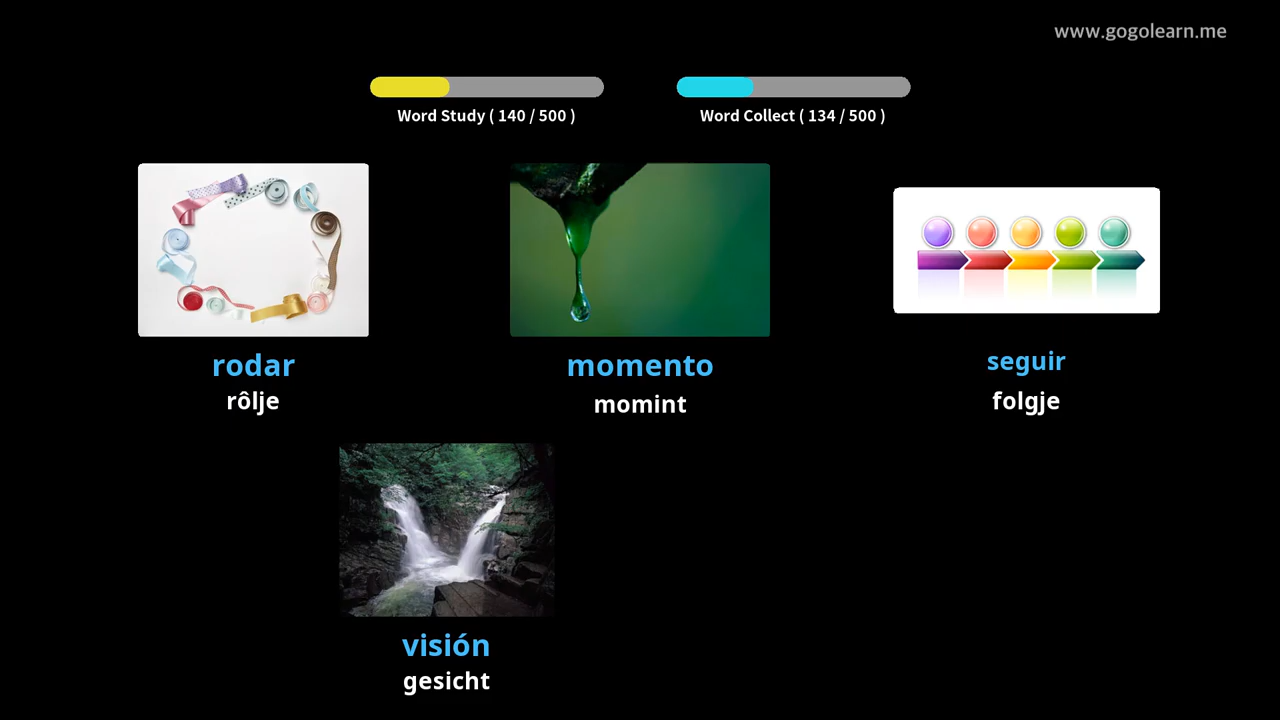 www.gogolearn.me
Word Study ( 140 / 500 )
Word Collect ( 134 / 500 )
rodar
rôlje
momento
momint
seguir
folgje
visión
gesicht